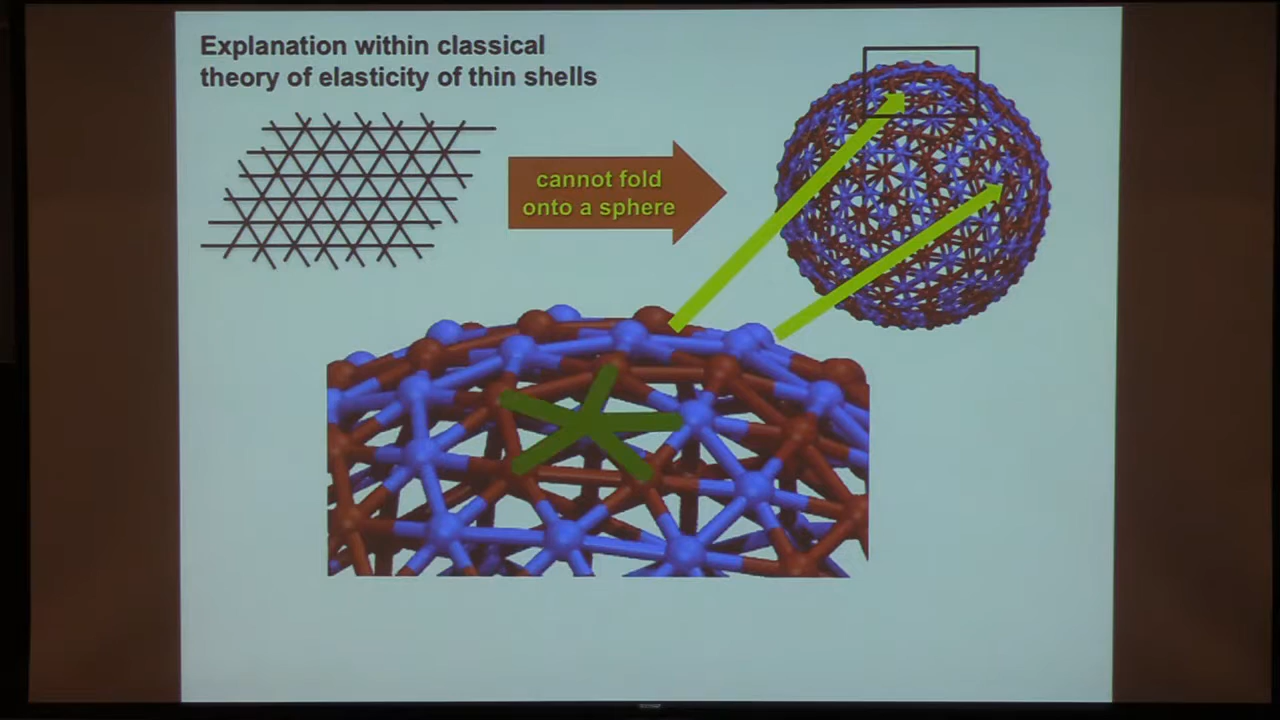 Explanation within classical
theory of elasticity of thin shells
cannot fold
onto a sphere